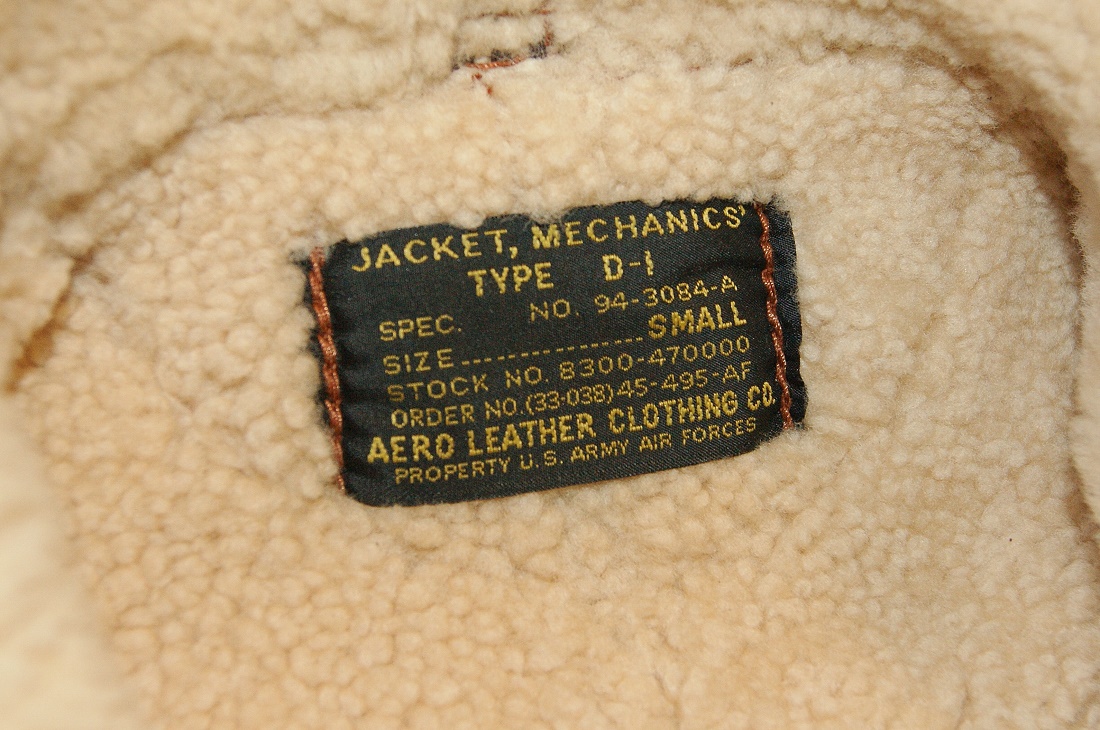 JACKET, MECHANICS'
TYPE D-1
SPEC. NO. 94-3084-A
SIZE................SMALL
STOCK NO. 8300-470000
ORDER NO.(33-038)45-495-AF
AERO LEATHER CLOTHING CO.
PROPERTY U.S. ARMY AIR FORCES